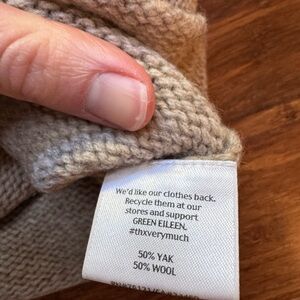 We'd like our clothes back.
Recycle them at our
stores and support
GREEN EILEEN.
#thxverymuch
50% YAK
50% WOOL